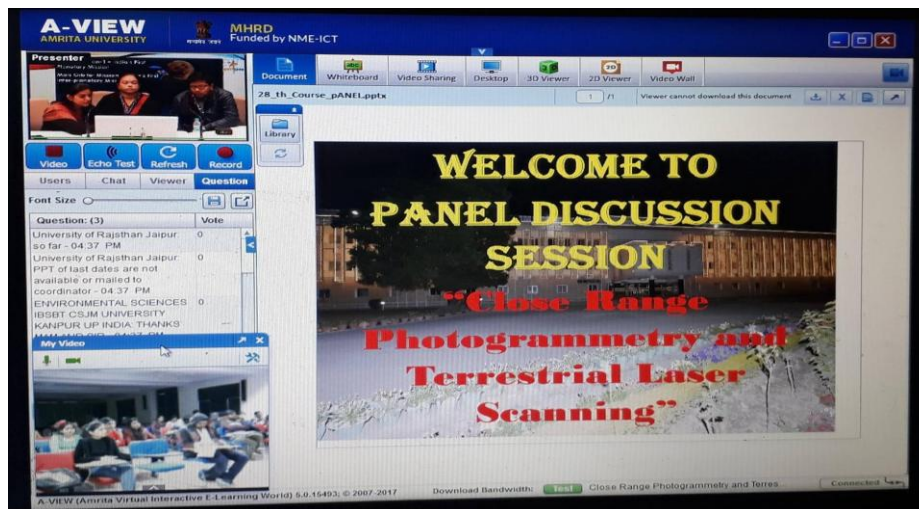 A-VIEW
AMRITA UNIVERSITY
MHRD
Funded by NME-ICT
Presenter
Document
Whiteboard
Video Sharing
Desktop
3D Viewer
2D Viewer
Video Wall
28_th_Course_pANEL.pptx
1 /1
Viewer cannot download this document
Library
Video
Echo Test
Refresh
Record
Users
Chat
Viewer
Question
Font Size
Question: (3)
Vote
University of Rajsthan Jaipur:
0
so far - 04:37 PM
University of Rajsthan Jaipur:
0
PPT of last dates are not
available or mailed to
coordinator - 04:37 PM
ENVIRONMENTAL SCIENCES
0
IBSBT CSJM UNIVERSITY
KANPUR UP INDIA: THANKS
My Video
WELCOME TO
PANEL DISCUSSION
SESSION
“Close Range
Photogrammetry and
Terrestrial Laser
Scanning”
A-VIEW (Amrita Virtual Interactive E-Learning World) 5.0.15493; © 2007-2017
Download Bandwidth:
Test
Close Range Photogrammetry and Terres...
Connected